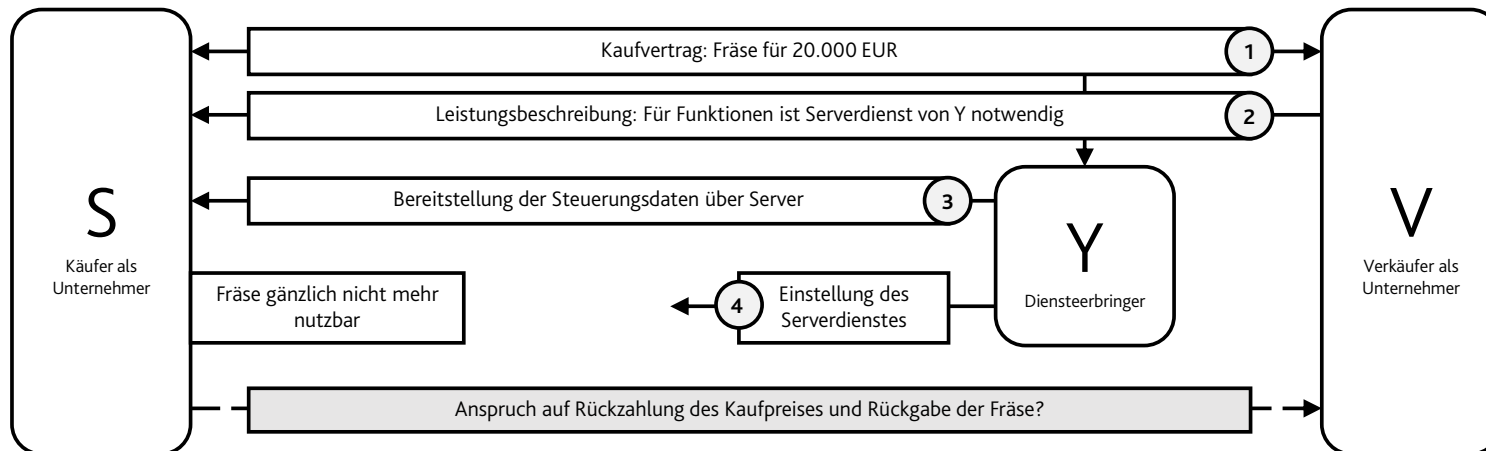 Kaufvertrag: Fräse für 20.000 EUR
1
Leistungsbeschreibung: Für Funktionen ist Serverdienst von Y notwendig
2
Bereitstellung der Steuerungsdaten über Server
3
S
Käufer als
Unternehmer
Y
Diensteerbringer
V
Verkäufer als
Unternehmer
Fräse gänzlich nicht mehr
nutzbar
4
Einstellung des
Serverdienstes
Anspruch auf Rückzahlung des Kaufpreises und Rückgabe der Fräse?